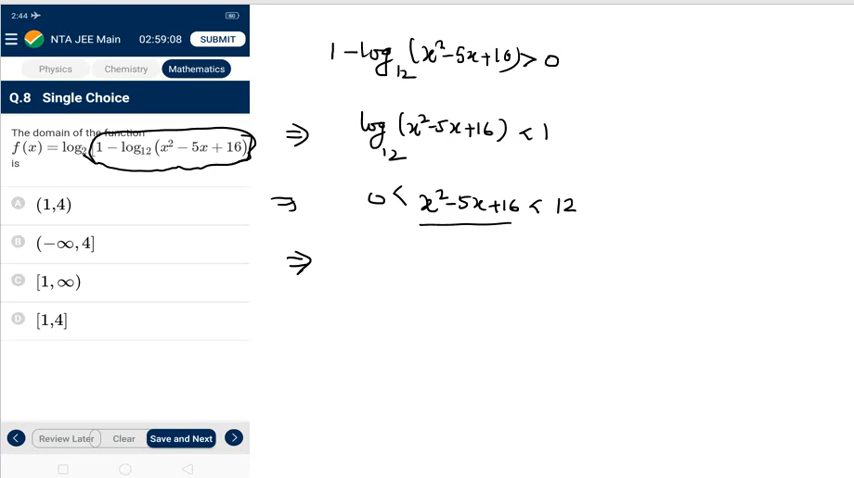 2:44
60
NTA JEE Main
02:59:08
SUBMIT
Physics
Chemistry
Mathematics
Q.8 Single Choice
The domain of the function
f(x) = log₂(1 − log₁₂(x² − 5x + 16)
is
A (1,4)
B (−∞, 4]
C [1, ∞)
D [1,4]
Review Later
Clear
Save and Next
1 − log₁₂(x²−5x+16) > 0
⇒ log₁₂(x²−5x+16) < 1
⇒ 0 < x²−5x+16 < 12
⇒